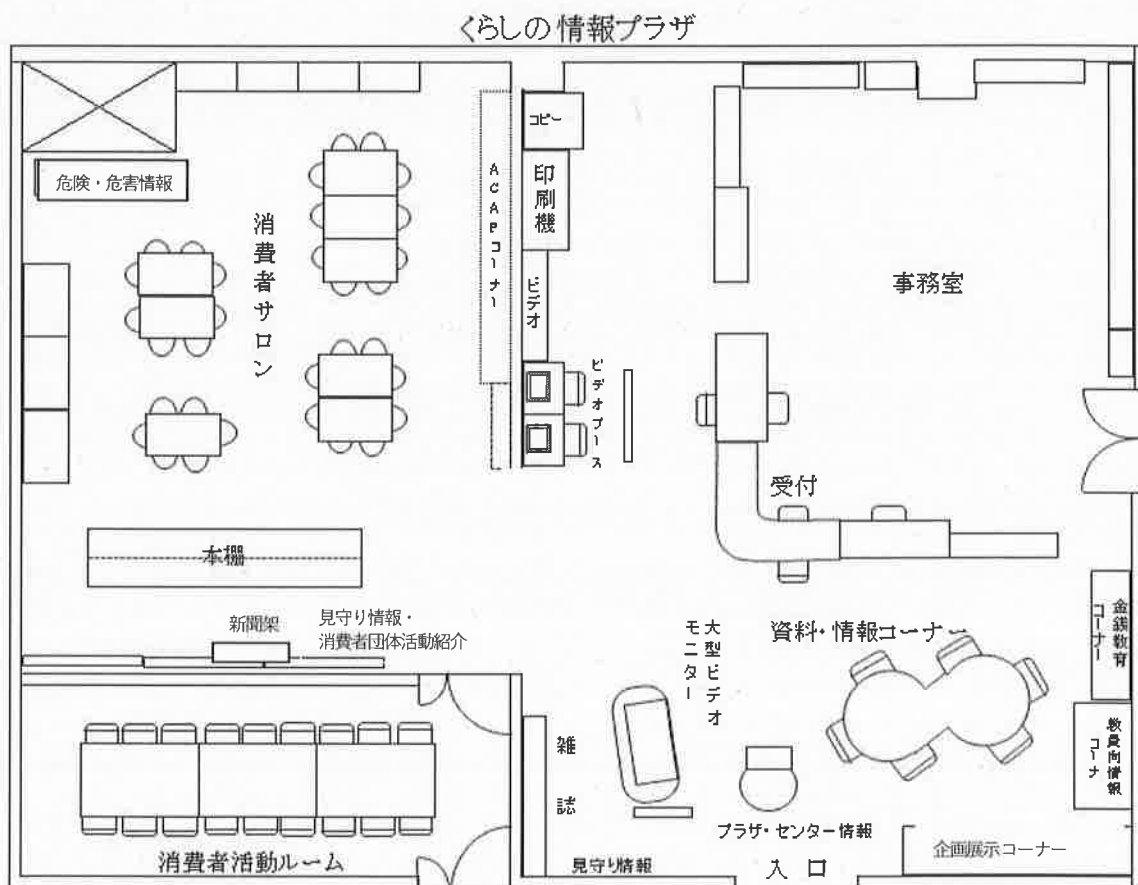 くらしの情報プラザ
コピー
危険・危害情報
ACAPコーナー
印刷機
消費者サロン
事務室
ビデオ
ビデオブース
受付
本棚
新聞架
見守り情報・
消費者団体活動紹介
大型ビデオ
モニター
資料・情報コーナー
金銭教育
コーナー
教員向情報
コーナ
雑誌
プラザ・センター情報
消費者活動ルーム
見守り情報
入口
企画展示コーナー